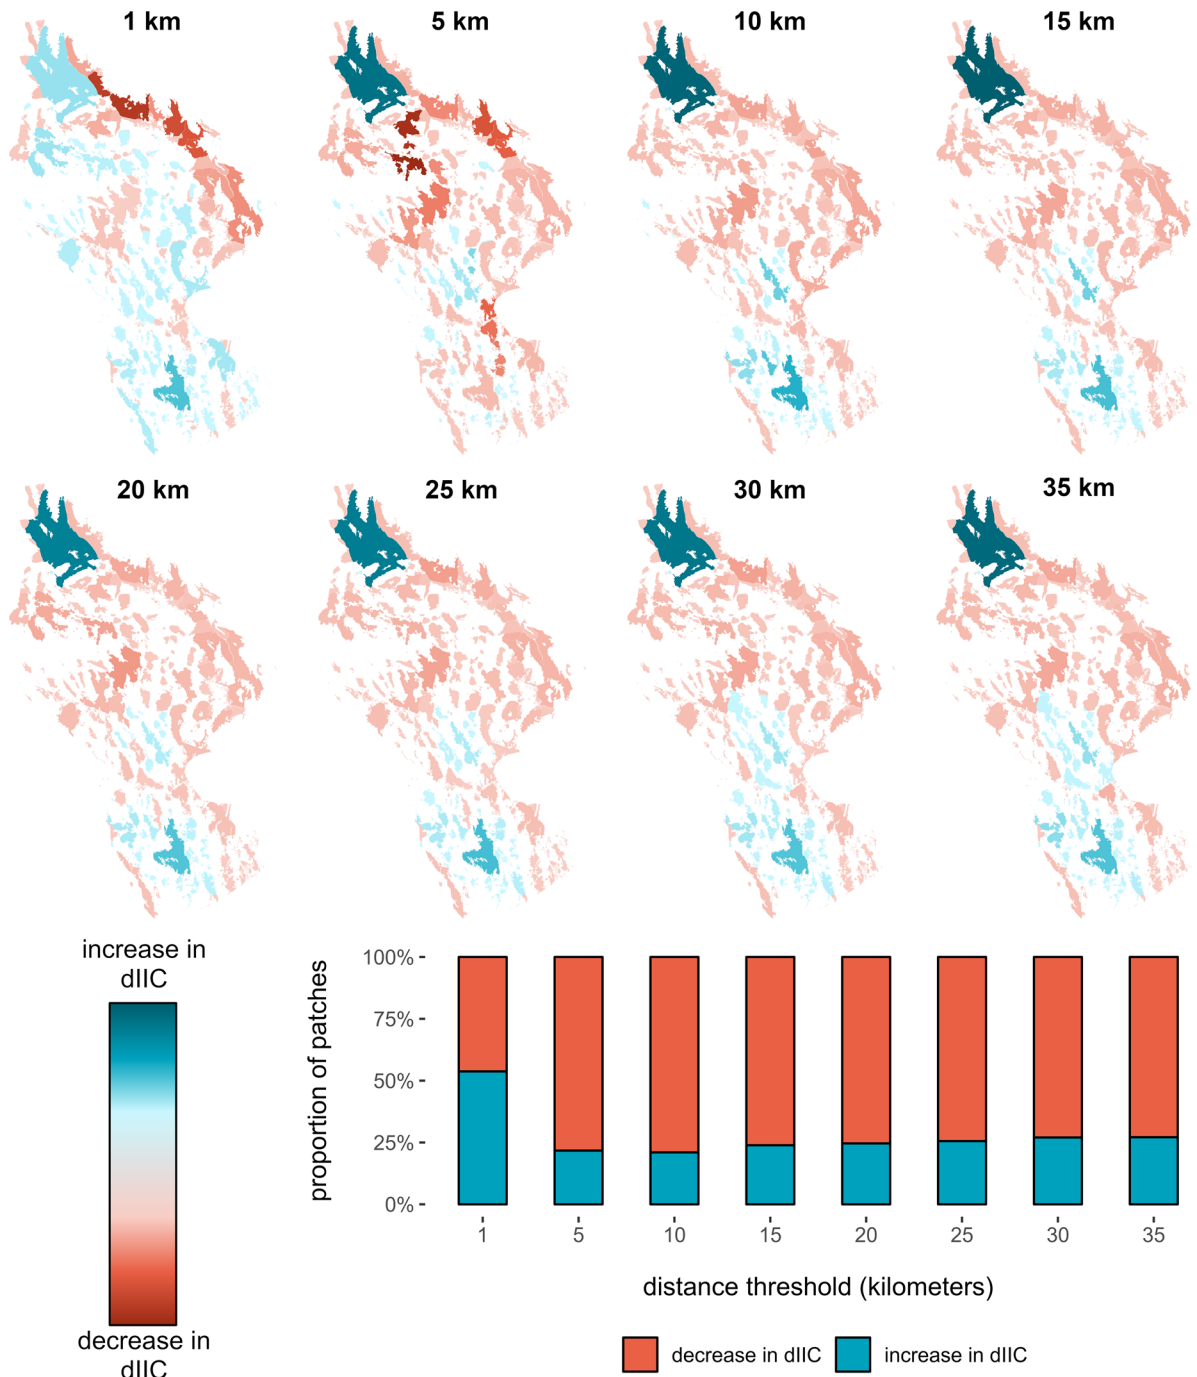 1 km
5 km
10 km
15 km
20 km
25 km
30 km
35 km
increase in
dIIC
decrease in
dIIC
proportion of patches
100%
75%
50%
25%
0%
1
5
10
15
20
25
30
35
distance threshold (kilometers)
decrease in dIIC
increase in dIIC